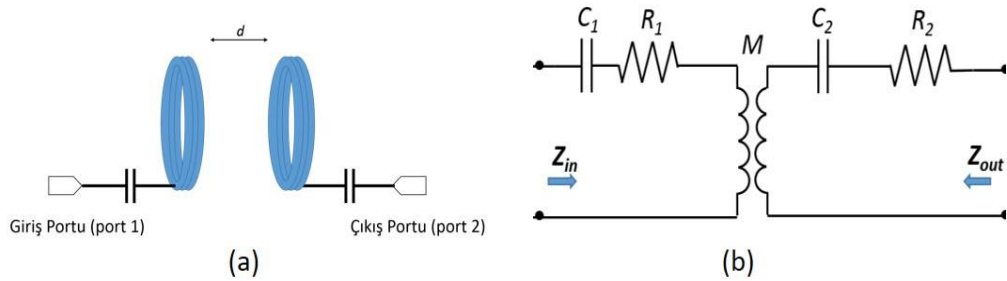 d
Giriş Portu (port 1)
Çıkış Portu (port 2)
(a)
C1 R1 M C2 R2
Zin Zout
(b)